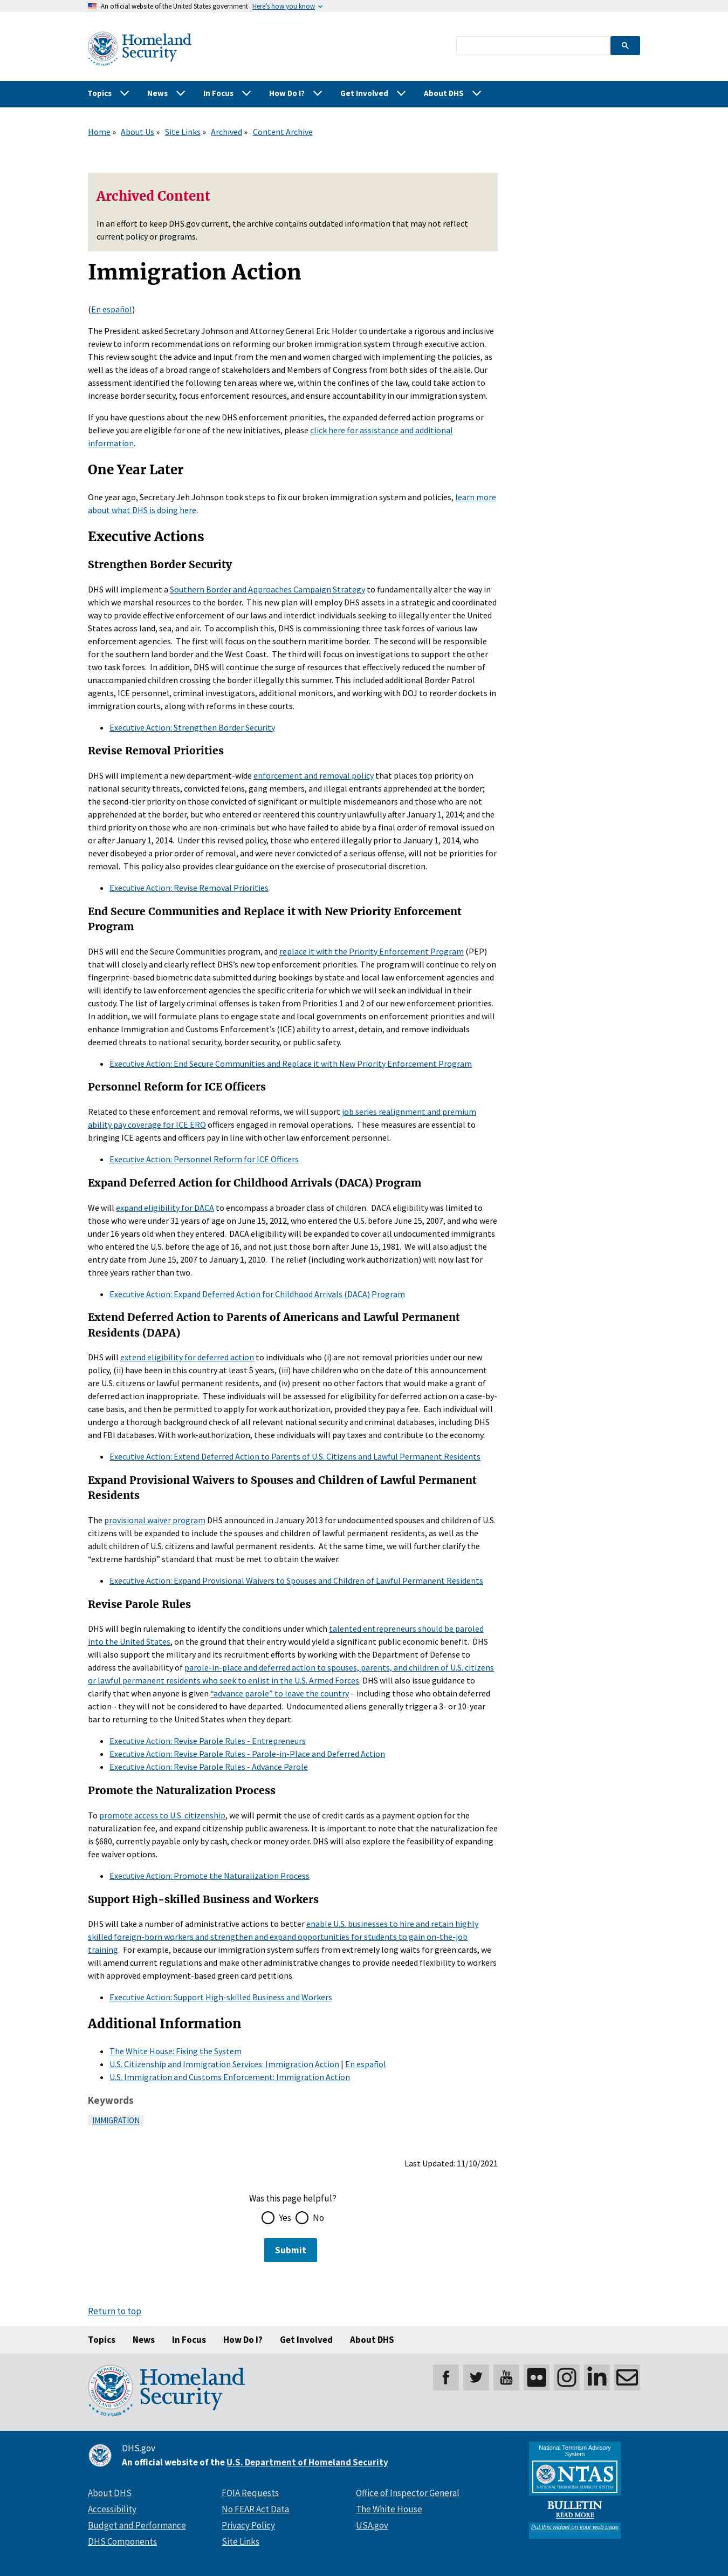 An official website of the United States government Here's how you know
Homeland
Security
Topics News In Focus How Do I? Get Involved About DHS
Home » About Us » Site Links » Archived » Content Archive
Archived Content
In an effort to keep DHS.gov current, the archive contains outdated information that may not reflect
current policy or programs.
Immigration Action
(En español)
The President asked Secretary Johnson and Attorney General Eric Holder to undertake a rigorous and inclusive
review to inform recommendations on reforming our broken immigration system through executive action.
This review sought the advice and input from the men and women charged with implementing the policies, as
well as the ideas of a broad range of stakeholders and Members of Congress from both sides of the aisle. Our
assessment identified the following ten areas where we, within the confines of the law, could take action to
increase border security, focus enforcement resources, and ensure accountability in our immigration system.
If you have questions about the new DHS enforcement priorities, the expanded deferred action programs or
believe you are eligible for one of the new initiatives, please click here for assistance and additional
information.
One Year Later
One year ago, Secretary Jeh Johnson took steps to fix our broken immigration system and policies, learn more
about what DHS is doing here.
Executive Actions
Strengthen Border Security
DHS will implement a Southern Border and Approaches Campaign Strategy to fundamentally alter the way in
which we marshal resources to the border.  This new plan will employ DHS assets in a strategic and coordinated
way to provide effective enforcement of our laws and interdict individuals seeking to illegally enter the United
States across land, sea, and air.  To accomplish this, DHS is commissioning three task forces of various law
enforcement agencies.  The first will focus on the southern maritime border.  The second will be responsible
for the southern land border and the West Coast.  The third will focus on investigations to support the other
two task forces.  In addition, DHS will continue the surge of resources that effectively reduced the number of
unaccompanied children crossing the border illegally this summer. This included additional Border Patrol
agents, ICE personnel, criminal investigators, additional monitors, and working with DOJ to reorder dockets in
immigration courts, along with reforms in these courts.
Executive Action: Strengthen Border Security
Revise Removal Priorities
DHS will implement a new department-wide enforcement and removal policy that places top priority on
national security threats, convicted felons, gang members, and illegal entrants apprehended at the border;
the second-tier priority on those convicted of significant or multiple misdemeanors and those who are not
apprehended at the border, but who entered or reentered this country unlawfully after January 1, 2014; and the
third priority on those who are non-criminals but who have failed to abide by a final order of removal issued on
or after January 1, 2014.  Under this revised policy, those who entered illegally prior to January 1, 2014, who
never disobeyed a prior order of removal, and were never convicted of a serious offense, will not be priorities for
removal.  This policy also provides clear guidance on the exercise of prosecutorial discretion.
Executive Action: Revise Removal Priorities
End Secure Communities and Replace it with New Priority Enforcement
Program
DHS will end the Secure Communities program, and replace it with the Priority Enforcement Program (PEP)
that will closely and clearly reflect DHS's new top enforcement priorities. The program will continue to rely on
fingerprint-based biometric data submitted during bookings by state and local law enforcement agencies and
will identify to law enforcement agencies the specific criteria for which we will seek an individual in their
custody. The list of largely criminal offenses is taken from Priorities 1 and 2 of our new enforcement priorities.
In addition, we will formulate plans to engage state and local governments on enforcement priorities and will
enhance Immigration and Customs Enforcement's (ICE) ability to arrest, detain, and remove individuals
deemed threats to national security, border security, or public safety.
Executive Action: End Secure Communities and Replace it with New Priority Enforcement Program
Personnel Reform for ICE Officers
Related to these enforcement and removal reforms, we will support job series realignment and premium
ability pay coverage for ICE ERO officers engaged in removal operations.  These measures are essential to
bringing ICE agents and officers pay in line with other law enforcement personnel.
Executive Action: Personnel Reform for ICE Officers
Expand Deferred Action for Childhood Arrivals (DACA) Program
We will expand eligibility for DACA to encompass a broader class of children.  DACA eligibility was limited to
those who were under 31 years of age on June 15, 2012, who entered the U.S. before June 15, 2007, and who were
under 16 years old when they entered.  DACA eligibility will be expanded to cover all undocumented immigrants
who entered the U.S. before the age of 16, and not just those born after June 15, 1981.  We will also adjust the
entry date from June 15, 2007 to January 1, 2010.  The relief (including work authorization) will now last for
three years rather than two.
Executive Action: Expand Deferred Action for Childhood Arrivals (DACA) Program
Extend Deferred Action to Parents of Americans and Lawful Permanent
Residents (DAPA)
DHS will extend eligibility for deferred action to individuals who (i) are not removal priorities under our new
policy, (ii) have been in this country at least 5 years, (iii) have children who on the date of this announcement
are U.S. citizens or lawful permanent residents, and (iv) present no other factors that would make a grant of
deferred action inappropriate.  These individuals will be assessed for eligibility for deferred action on a case-by-
case basis, and then be permitted to apply for work authorization, provided they pay a fee.  Each individual will
undergo a thorough background check of all relevant national security and criminal databases, including DHS
and FBI databases. With work-authorization, these individuals will pay taxes and contribute to the economy.
Executive Action: Extend Deferred Action to Parents of U.S. Citizens and Lawful Permanent Residents
Expand Provisional Waivers to Spouses and Children of Lawful Permanent
Residents
The provisional waiver program DHS announced in January 2013 for undocumented spouses and children of U.S.
citizens will be expanded to include the spouses and children of lawful permanent residents, as well as the
adult children of U.S. citizens and lawful permanent residents.  At the same time, we will further clarify the
“extreme hardship” standard that must be met to obtain the waiver.
Executive Action: Expand Provisional Waivers to Spouses and Children of Lawful Permanent Residents
Revise Parole Rules
DHS will begin rulemaking to identify the conditions under which talented entrepreneurs should be paroled
into the United States, on the ground that their entry would yield a significant public economic benefit.  DHS
will also support the military and its recruitment efforts by working with the Department of Defense to
address the availability of parole-in-place and deferred action to spouses, parents, and children of U.S. citizens
or lawful permanent residents who seek to enlist in the U.S. Armed Forces. DHS will also issue guidance to
clarify that when anyone is given “advance parole” to leave the country – including those who obtain deferred
action - they will not be considered to have departed.  Undocumented aliens generally trigger a 3- or 10-year
bar to returning to the United States when they depart.
Executive Action: Revise Parole Rules - Entrepreneurs
Executive Action: Revise Parole Rules - Parole-in-Place and Deferred Action
Executive Action: Revise Parole Rules - Advance Parole
Promote the Naturalization Process
To promote access to U.S. citizenship, we will permit the use of credit cards as a payment option for the
naturalization fee, and expand citizenship public awareness. It is important to note that the naturalization fee
is $680, currently payable only by cash, check or money order. DHS will also explore the feasibility of expanding
fee waiver options.
Executive Action: Promote the Naturalization Process
Support High-skilled Business and Workers
DHS will take a number of administrative actions to better enable U.S. businesses to hire and retain highly
skilled foreign-born workers and strengthen and expand opportunities for students to gain on-the-job
training.  For example, because our immigration system suffers from extremely long waits for green cards, we
will amend current regulations and make other administrative changes to provide needed flexibility to workers
with approved employment-based green card petitions.
Executive Action: Support High-skilled Business and Workers
Additional Information
The White House: Fixing the System
U.S. Citizenship and Immigration Services: Immigration Action | En español
U.S. Immigration and Customs Enforcement: Immigration Action
Keywords
IMMIGRATION
Last Updated: 11/10/2021
Was this page helpful?
Yes No
Submit
Return to top
Topics News In Focus How Do I? Get Involved About DHS
Homeland
Security
DHS.gov
An official website of the U.S. Department of Homeland Security
About DHS FOIA Requests Office of Inspector General
Accessibility No FEAR Act Data The White House
Budget and Performance Privacy Policy USA.gov
DHS Components Site Links
National Terrorism Advisory
System
NTAS
NATIONAL TERRORISM ADVISORY SYSTEM
BULLETIN
READ MORE
Put this widget on your web page